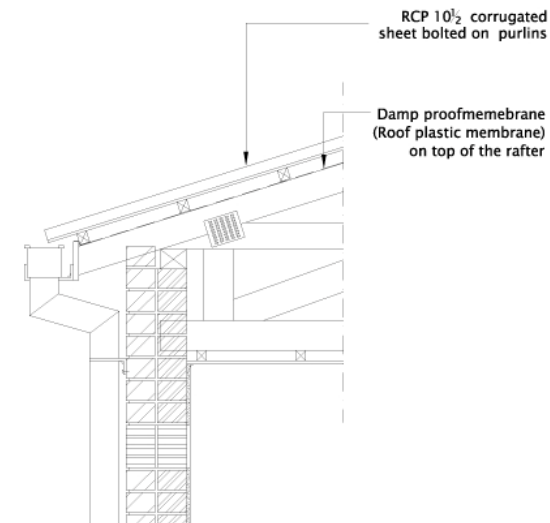 RCP 10½ corrugated
sheet bolted on purlins
Damp proofmemebrane
(Roof plastic membrane)
on top of the rafter